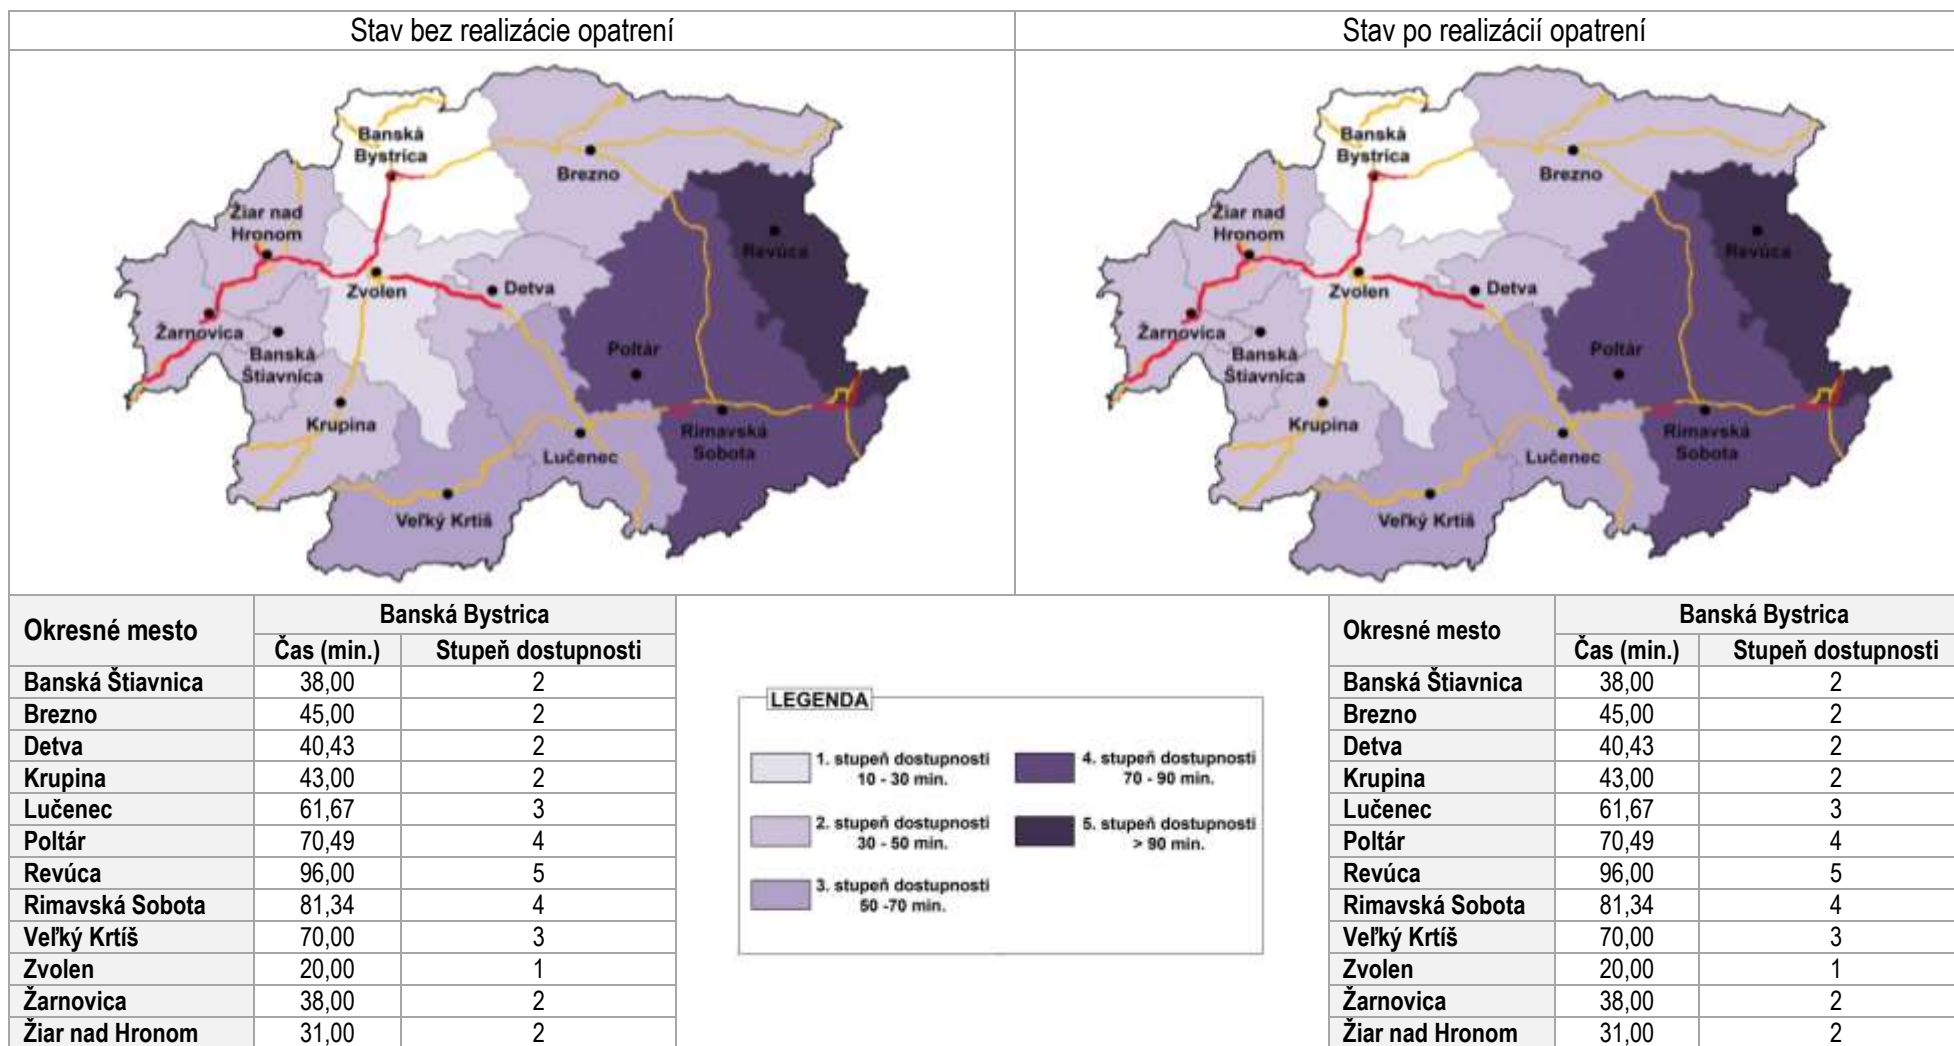 Stav bez realizácie opatrení
Stav po realizácií opatrení
Banská
Bystrica
Brezno
Žiar nad
Hronom
Revúca
Zvolen
Detva
Žarnovica
Banská
Štiavnica
Poltár
Krupina
Rimavská
Sobota
Lučenec
Veľký Krtíš
Banská
Bystrica
Brezno
Žiar nad
Hronom
Revúca
Zvolen
Detva
Žarnovica
Banská
Štiavnica
Poltár
Krupina
Rimavská
Sobota
Lučenec
Veľký Krtíš
Okresné mesto Banská Bystrica
Čas (min.) Stupeň dostupnosti
Banská Štiavnica 38,00 2
Brezno 45,00 2
Detva 40,43 2
Krupina 43,00 2
Lučenec 61,67 3
Poltár 70,49 4
Revúca 96,00 5
Rimavská Sobota 81,34 4
Veľký Krtíš 70,00 3
Zvolen 20,00 1
Žarnovica 38,00 2
Žiar nad Hronom 31,00 2
LEGENDA
1. stupeň dostupnosti
10 - 30 min.
2. stupeň dostupnosti
30 - 50 min.
3. stupeň dostupnosti
50 -70 min.
4. stupeň dostupnosti
70 - 90 min.
5. stupeň dostupnosti
> 90 min.
Okresné mesto Banská Bystrica
Čas (min.) Stupeň dostupnosti
Banská Štiavnica 38,00 2
Brezno 45,00 2
Detva 40,43 2
Krupina 43,00 2
Lučenec 61,67 3
Poltár 70,49 4
Revúca 96,00 5
Rimavská Sobota 81,34 4
Veľký Krtíš 70,00 3
Zvolen 20,00 1
Žarnovica 38,00 2
Žiar nad Hronom 31,00 2